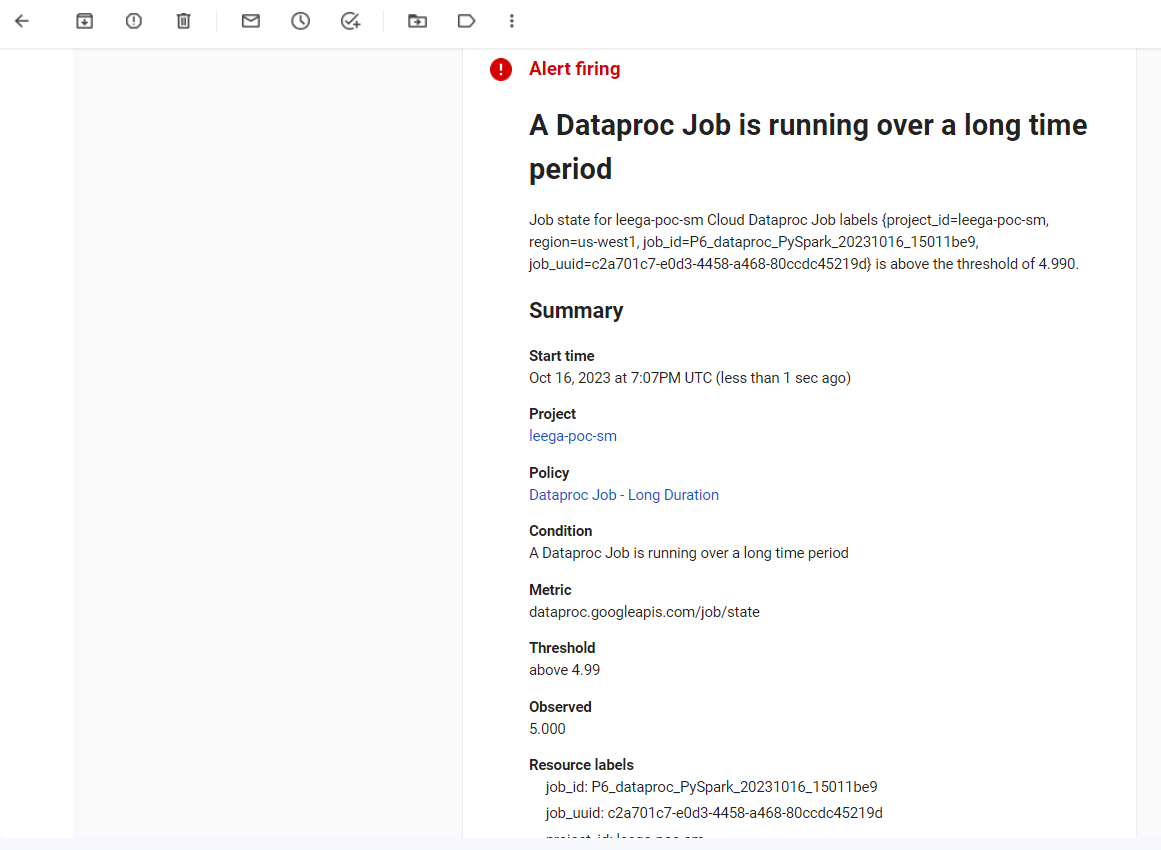 Alert firing
A Dataproc Job is running over a long time
period
Job state for leega-poc-sm Cloud Dataproc Job labels {project_id=leega-poc-sm,
region=us-west1, job_id=P6_dataproc_PySpark_20231016_15011be9,
job_uuid=c2a701c7-e0d3-4458-a468-80ccdc45219d} is above the threshold of 4.990.
Summary
Start time
Oct 16, 2023 at 7:07PM UTC (less than 1 sec ago)
Project
leega-poc-sm
Policy
Dataproc Job - Long Duration
Condition
A Dataproc Job is running over a long time period
Metric
dataproc.googleapis.com/job/state
Threshold
above 4.99
Observed
5.000
Resource labels
job_id: P6_dataproc_PySpark_20231016_15011be9
job_uuid: c2a701c7-e0d3-4458-a468-80ccdc45219d
project_id: leega-poc-sm